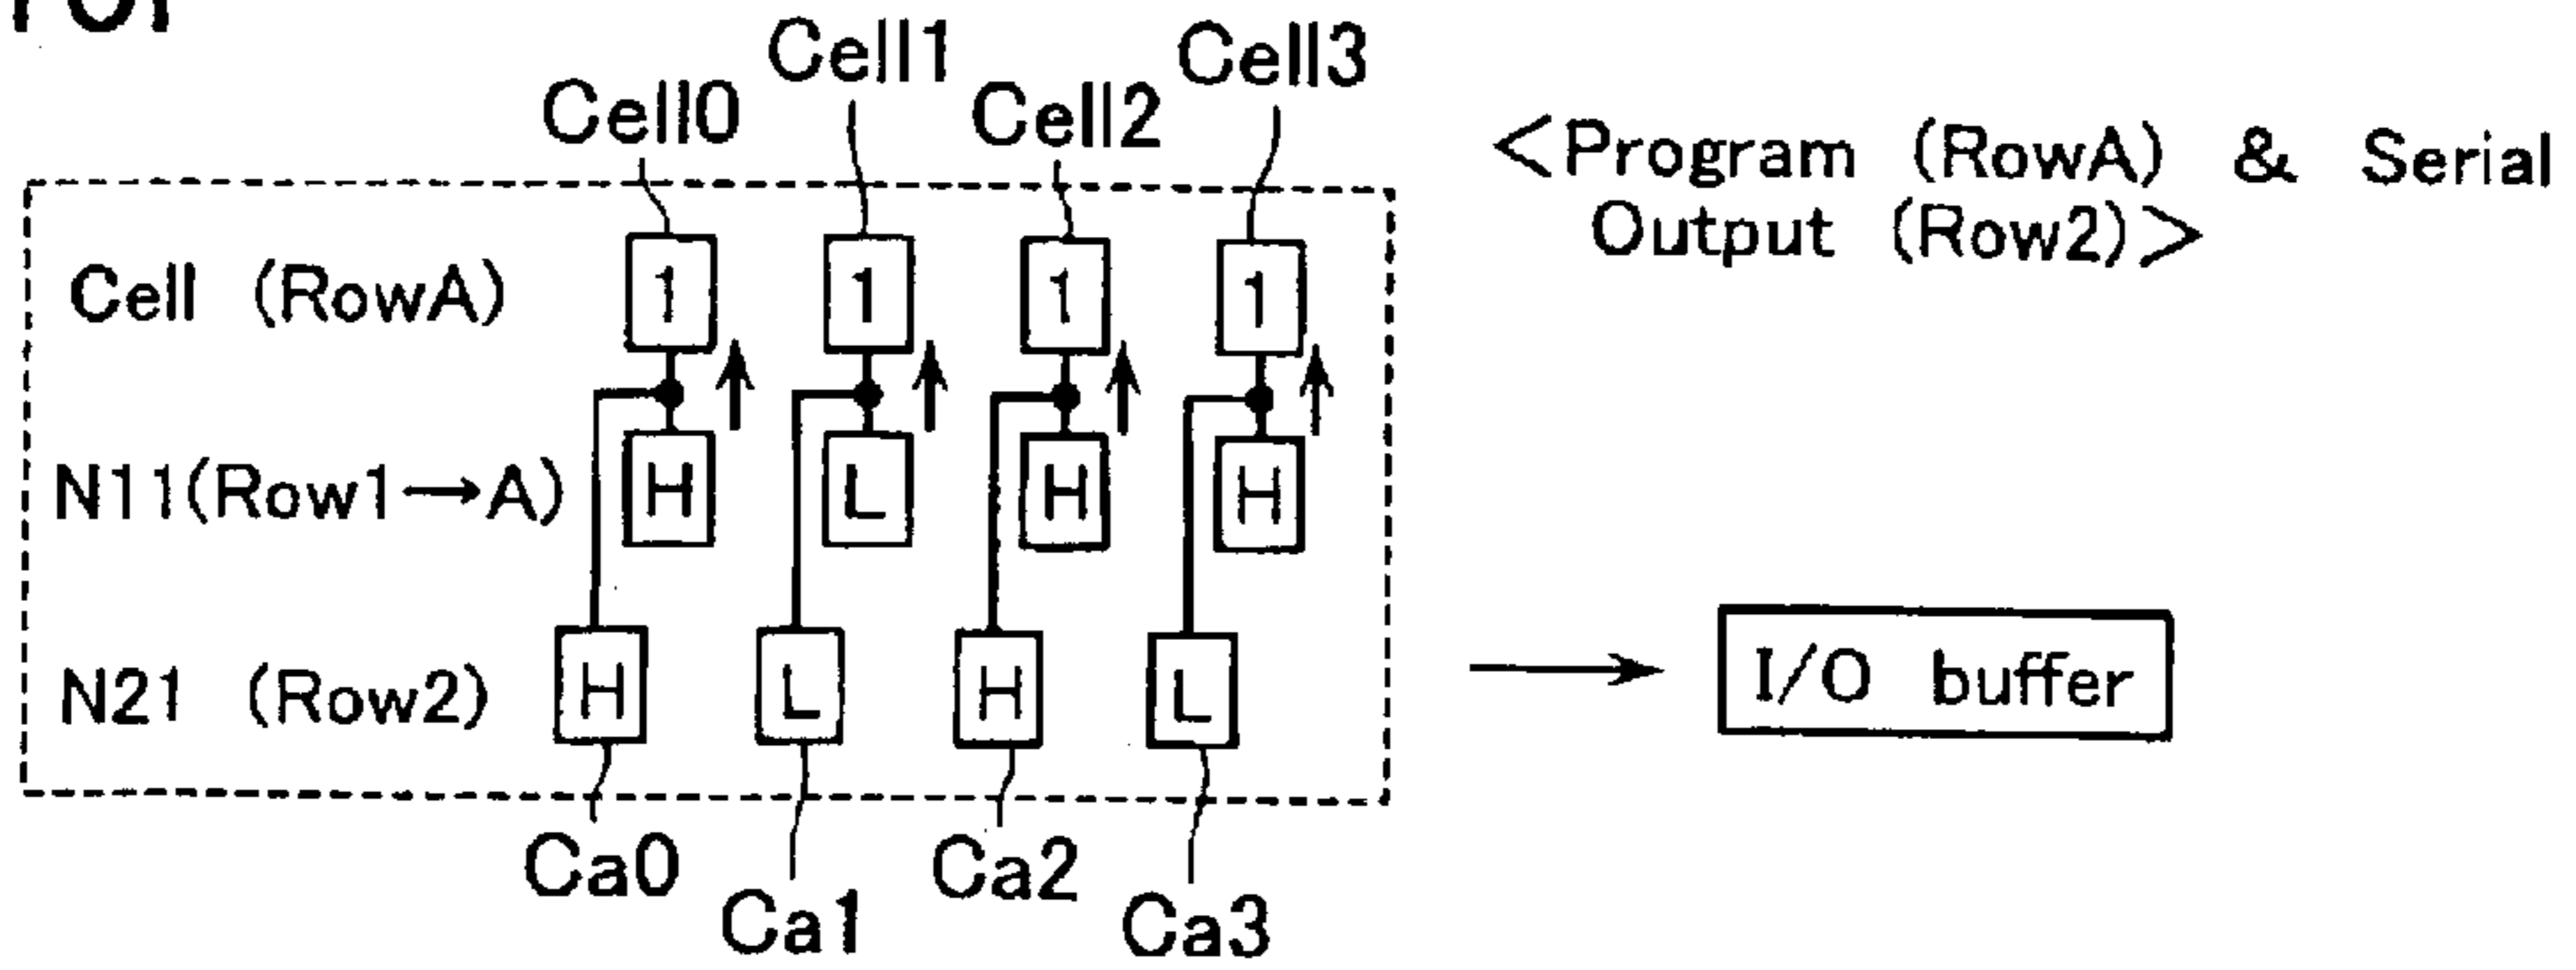 Cell0 Cell1 Cell2 Cell3
<Program (RowA) & Serial
Output (Row2)>
Cell (RowA) 1 1 1 1
N11(Row1→A) H L H H
N21 (Row2) H L H L
I/O buffer
Ca0 Ca1 Ca2 Ca3